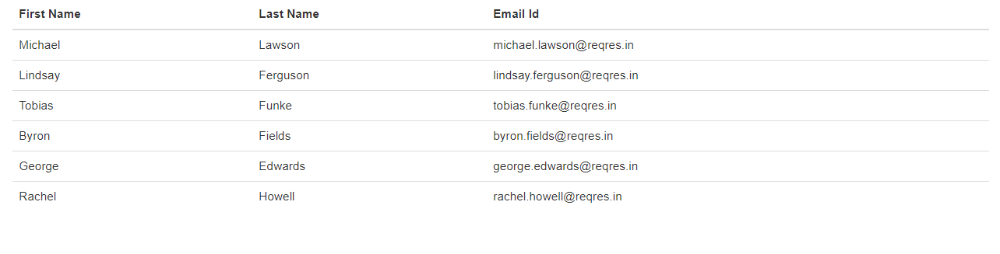 First Name Last Name Email Id
Michael Lawson michael.lawson@reqres.in
Lindsay Ferguson lindsay.ferguson@reqres.in
Tobias Funke tobias.funke@reqres.in
Byron Fields byron.fields@reqres.in
George Edwards george.edwards@reqres.in
Rachel Howell rachel.howell@reqres.in